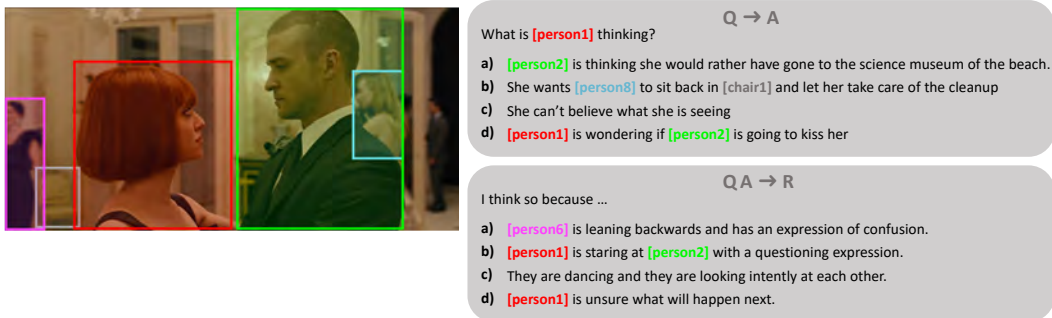 Q → A
What is [person1] thinking?
a) [person2] is thinking she would rather have gone to the science museum of the beach.
b) She wants [person8] to sit back in [chair1] and let her take care of the cleanup
c) She can't believe what she is seeing
d) [person1] is wondering if [person2] is going to kiss her
QA → R
I think so because ...
a) [person6] is leaning backwards and has an expression of confusion.
b) [person1] is staring at [person2] with a questioning expression.
c) They are dancing and they are looking intently at each other.
d) [person1] is unsure what will happen next.